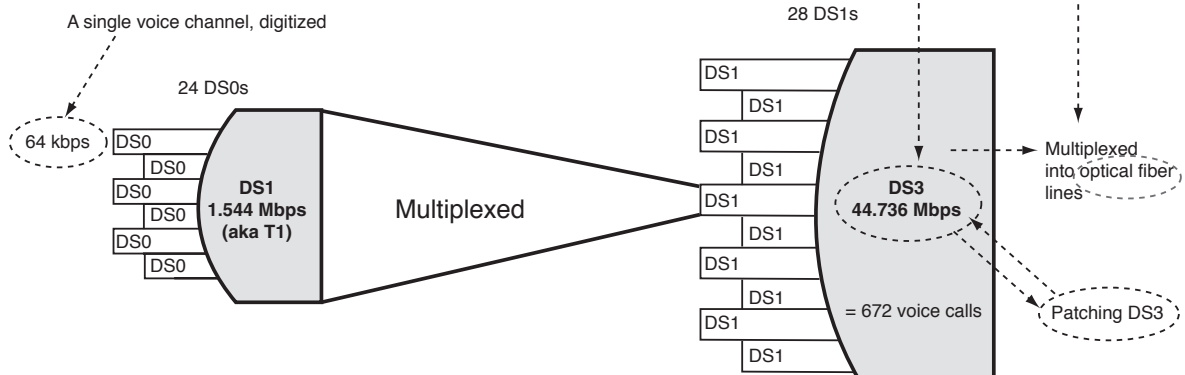 A single voice channel, digitized
28 DS1s
24 DS0s
64 kbps
DS0
DS0
DS0
DS0
DS0
DS0
DS1
1.544 Mbps
(aka T1)
Multiplexed
DS1
DS1
DS1
DS1
DS1
DS1
DS1
DS1
DS1
DS1
DS3
44.736 Mbps
= 672 voice calls
Multiplexed
into optical fiber
lines
Patching DS3